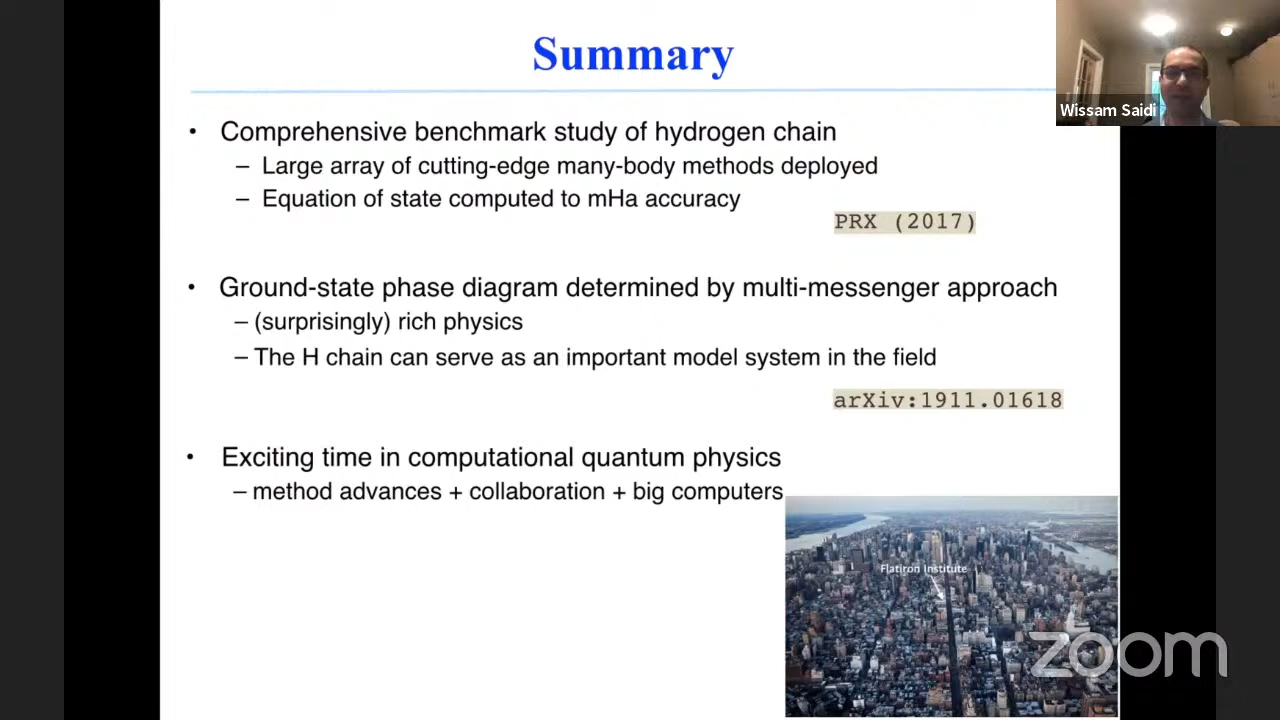 Summary
Wissam Saidi
• Comprehensive benchmark study of hydrogen chain
– Large array of cutting-edge many-body methods deployed
– Equation of state computed to mHa accuracy
PRX (2017)
• Ground-state phase diagram determined by multi-messenger approach
– (surprisingly) rich physics
– The H chain can serve as an important model system in the field
arXiv:1911.01618
• Exciting time in computational quantum physics
– method advances + collaboration + big computers
Flatiron Institute
zoom